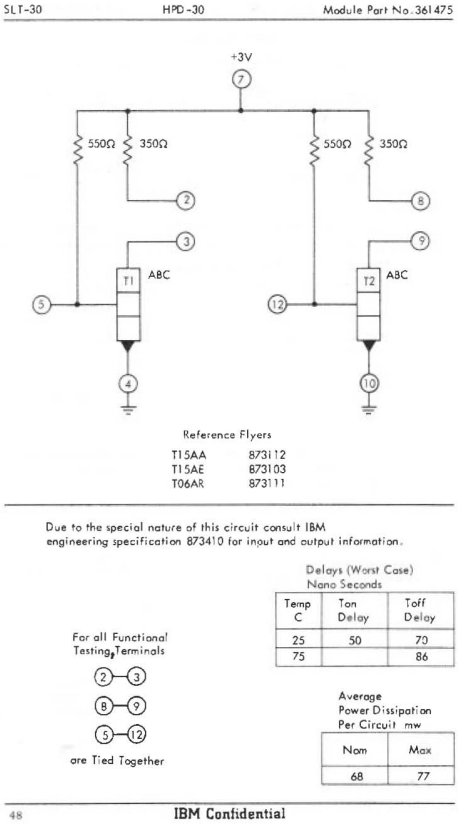 SLT-30 HPD-30 Module Part No. 361475
+3V
7
550Ω 350Ω 550Ω 350Ω
2 8
3 9
T1 ABC T2 ABC
5 12
4 10
Reference Flyers
T15AA 873112
T15AE 873103
T06AR 873111
Due to the special nature of this circuit consult IBM
engineering specification 873410 for input and output information.
Delays (Worst Case)
Nano Seconds
Temp Ton Toff
C Delay Delay
25 50 70
75 86
For all Functional
Testing, Terminals
2 3
8 9
5 12
are Tied Together
Average
Power Dissipation
Per Circuit mw
Nom Max
68 77
48 IBM Confidential